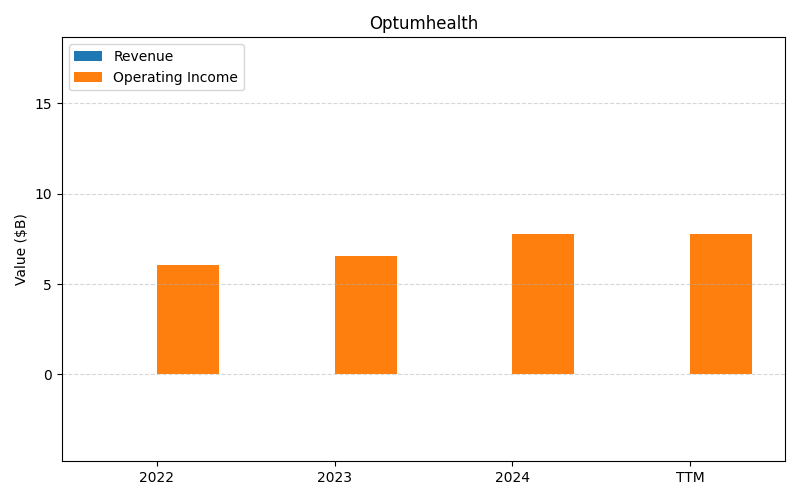 Optumhealth
Revenue
Operating Income
15
10
5
0
Value ($B)
2022 2023 2024 TTM